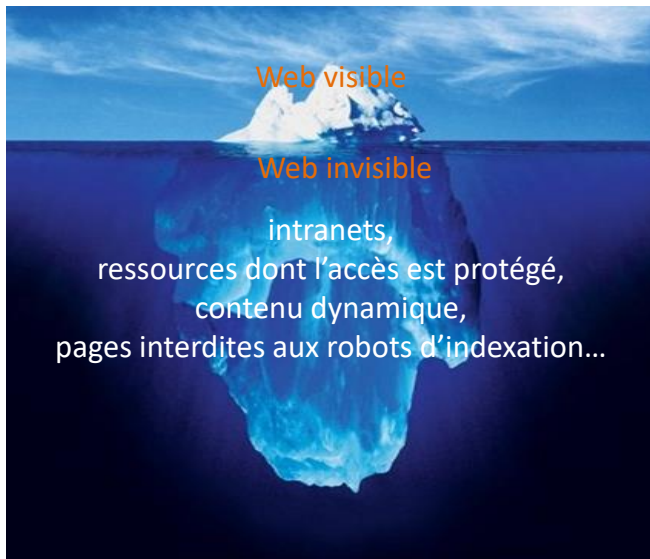 Web visible
Web invisible
intranets,
ressources dont l’accès est protégé,
contenu dynamique,
pages interdites aux robots d’indexation…